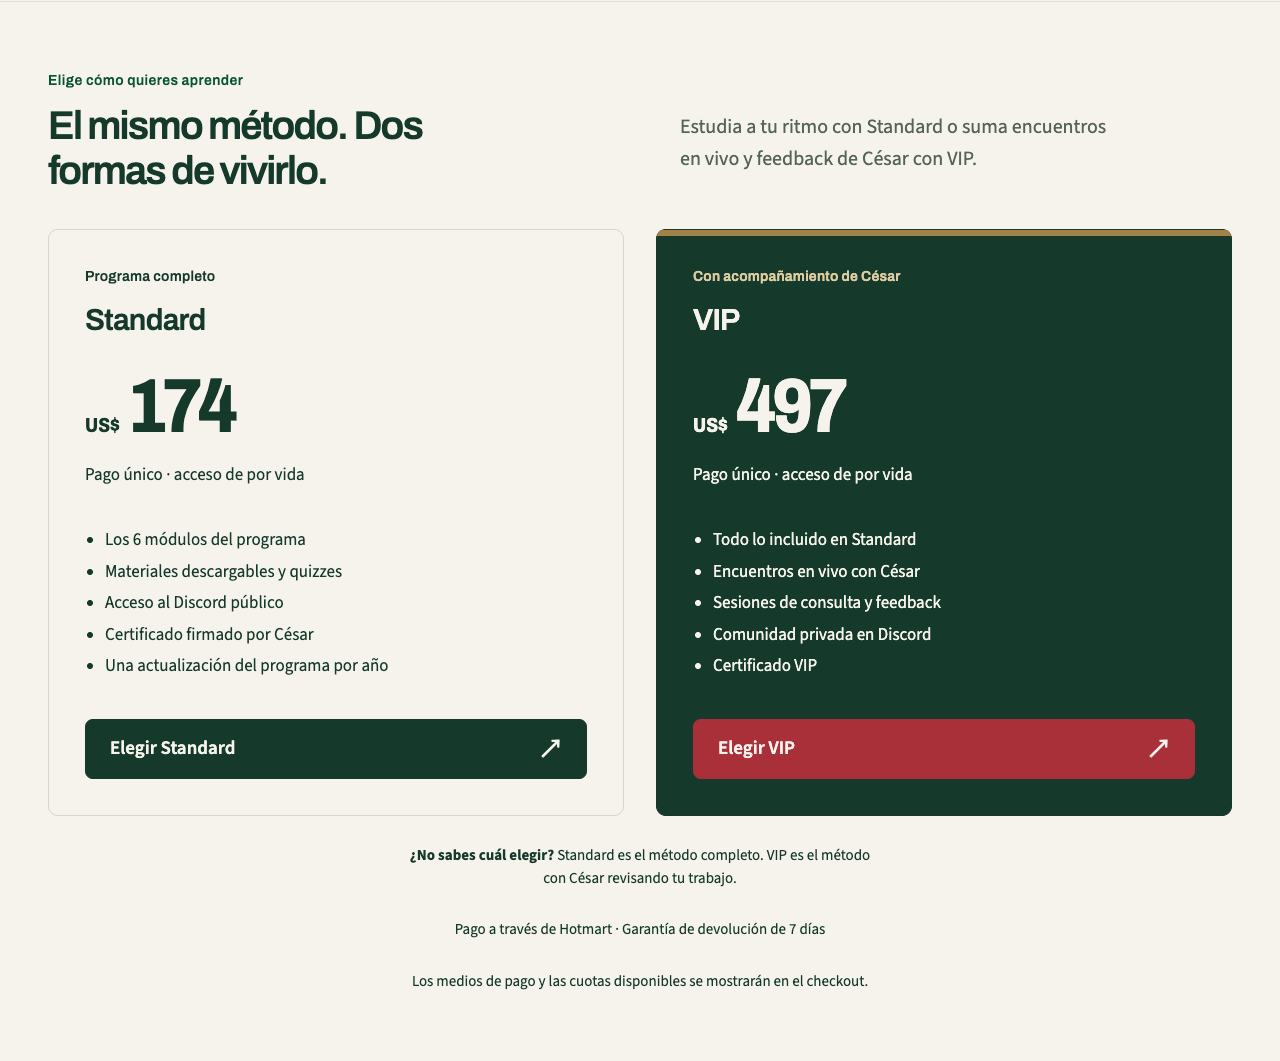 Elige cómo quieres aprender
El mismo método. Dos
formas de vivirlo.
Estudia a tu ritmo con Standard o suma encuentros
en vivo y feedback de César con VIP.
Programa completo
Standard
US$ 174
Pago único · acceso de por vida
• Los 6 módulos del programa
• Materiales descargables y quizzes
• Acceso al Discord público
• Certificado firmado por César
• Una actualización del programa por año
Elegir Standard ↗
Con acompañamiento de César
VIP
US$ 497
Pago único · acceso de por vida
• Todo lo incluido en Standard
• Encuentros en vivo con César
• Sesiones de consulta y feedback
• Comunidad privada en Discord
• Certificado VIP
Elegir VIP ↗
¿No sabes cuál elegir? Standard es el método completo. VIP es el método
con César revisando tu trabajo.
Pago a través de Hotmart · Garantía de devolución de 7 días
Los medios de pago y las cuotas disponibles se mostrarán en el checkout.